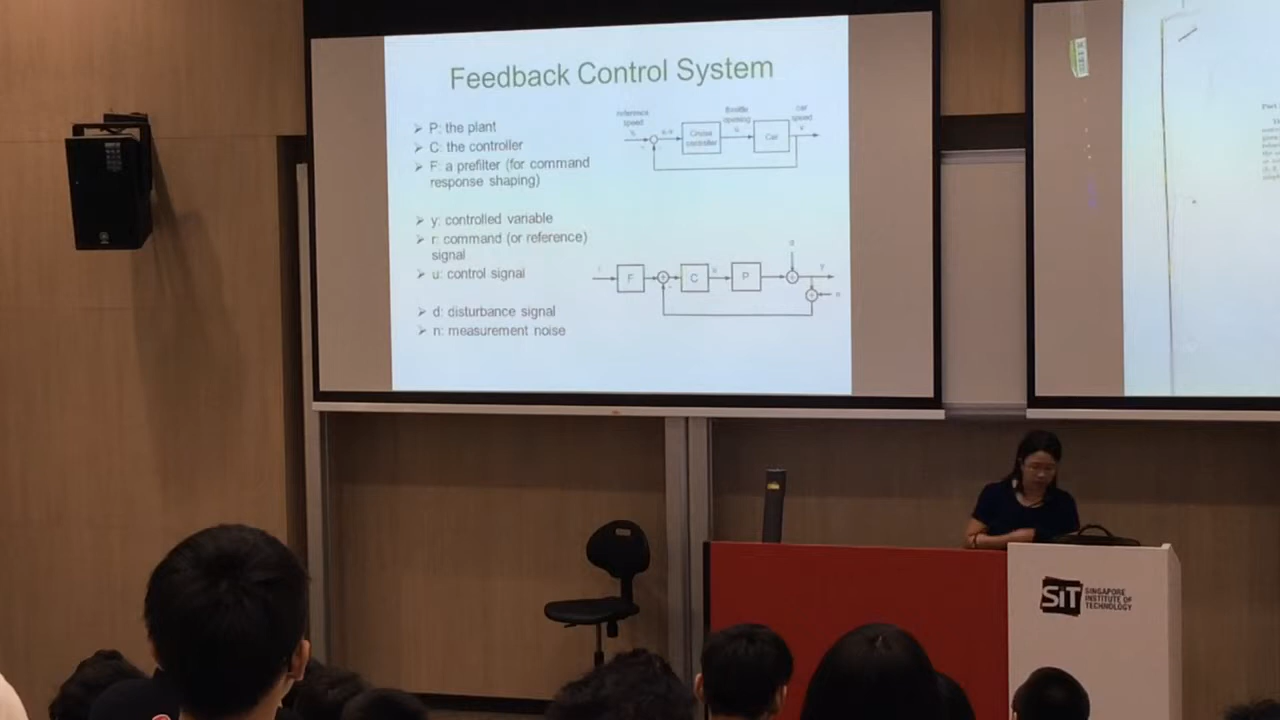 Feedback Control System
➢ P: the plant
➢ C: the controller
➢ F: a prefilter (for command
response shaping)
➢ y: controlled variable
➢ r: command (or reference)
signal
➢ u: control signal
➢ d: disturbance signal
➢ n: measurement noise
reference
speed
throttle
opening
u
car
speed
v
Cruise
controller
Car
d
r
F
C
u
P
y
n
SiT
SINGAPORE
INSTITUTE OF
TECHNOLOGY
Part